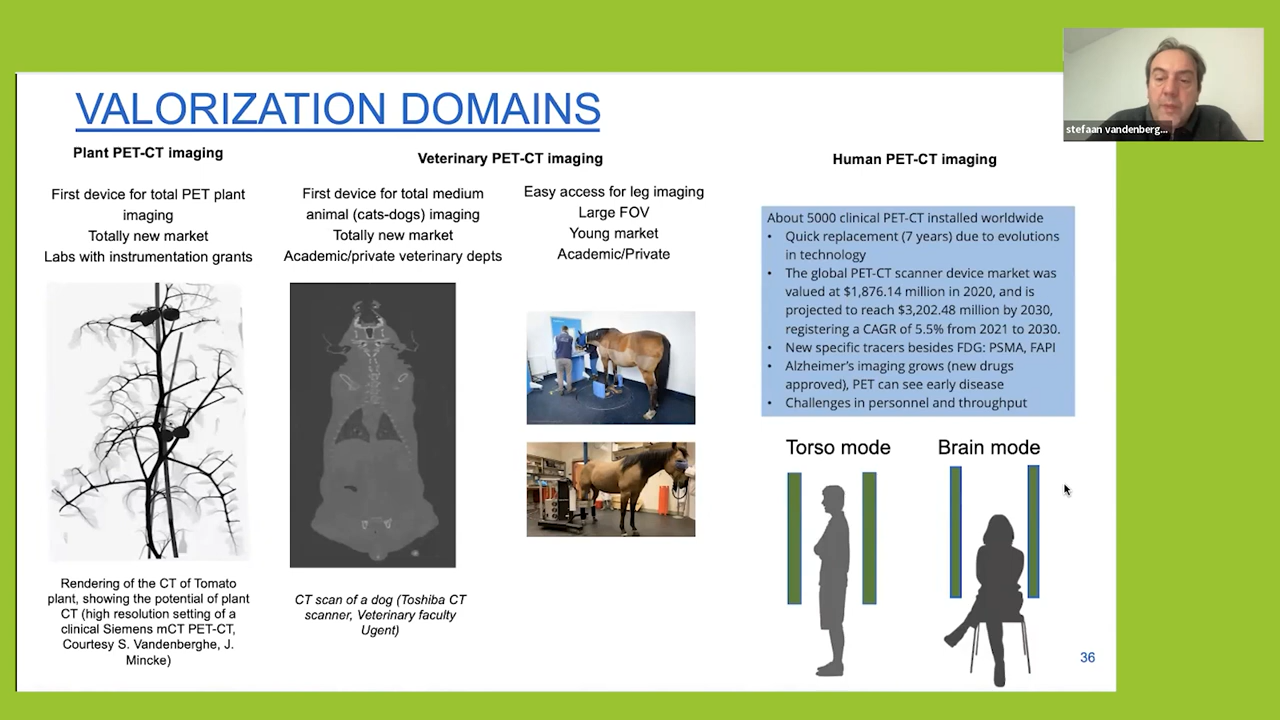 VALORIZATION DOMAINS
stefaan vandenberg...
Plant PET-CT imaging
First device for total PET plant
imaging
Totally new market
Labs with instrumentation grants
Rendering of the CT of Tomato
plant, showing the potential of plant
CT (high resolution setting of a
clinical Siemens mCT PET-CT,
Courtesy S. Vandenberghe, J.
Mincke)
Veterinary PET-CT imaging
First device for total medium
animal (cats-dogs) imaging
Totally new market
Academic/private veterinary depts
CT scan of a dog (Toshiba CT
scanner, Veterinary faculty
Ugent)
Easy access for leg imaging
Large FOV
Young market
Academic/Private
Human PET-CT imaging
About 5000 clinical PET-CT installed worldwide
• Quick replacement (7 years) due to evolutions
in technology
• The global PET-CT scanner device market was
valued at $1,876.14 million in 2020, and is
projected to reach $3,202.48 million by 2030,
registering a CAGR of 5.5% from 2021 to 2030.
• New specific tracers besides FDG: PSMA, FAPI
• Alzheimer's imaging grows (new drugs
approved), PET can see early disease
• Challenges in personnel and throughput
Torso mode
Brain mode
36